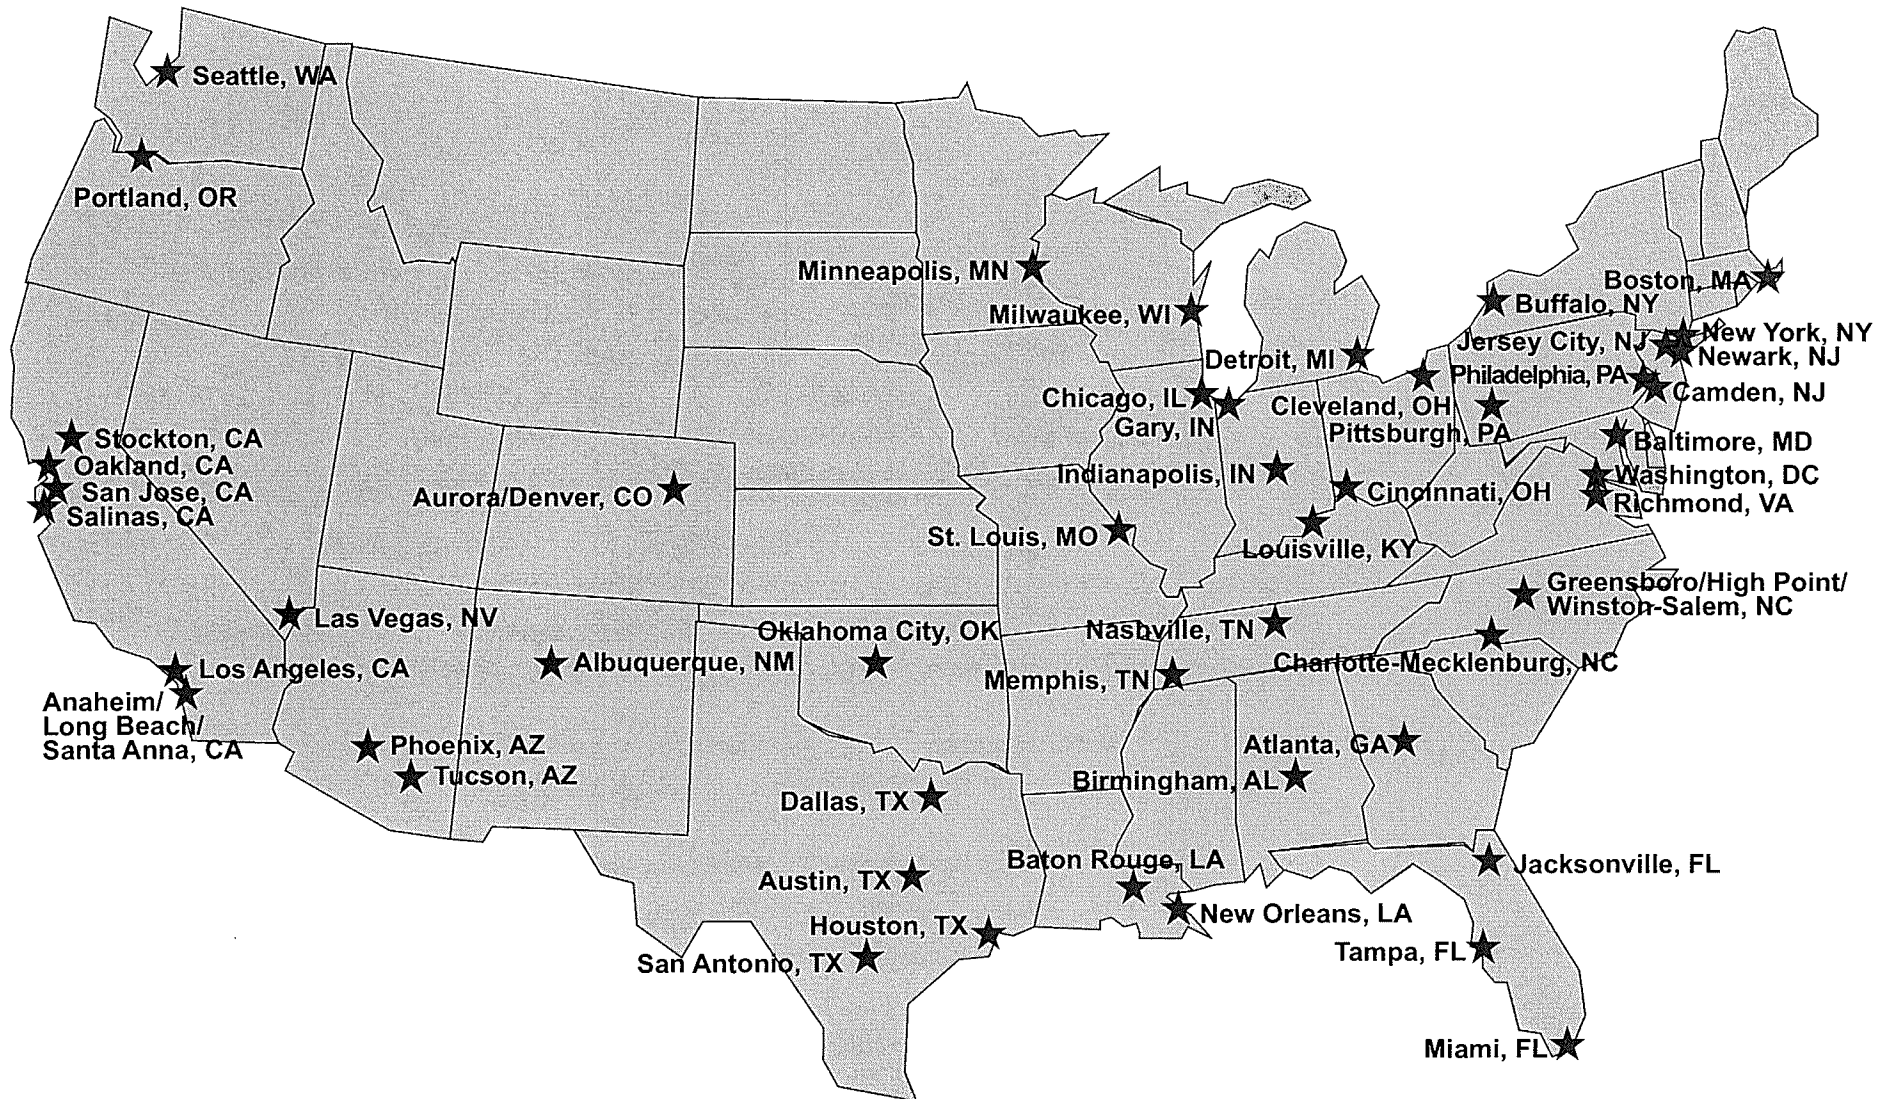 Seattle, WA
Portland, OR
Minneapolis, MN
Milwaukee, WI
Boston, MA
Buffalo, NY
New York, NY
Jersey City, NJ
Newark, NJ
Detroit, MI
Philadelphia, PA
Camden, NJ
Chicago, IL
Gary, IN
Cleveland, OH
Pittsburgh, PA
Baltimore, MD
Stockton, CA
Oakland, CA
San Jose, CA
Salinas, CA
Aurora/Denver, CO
Indianapolis, IN
Cincinnati, OH
Washington, DC
Richmond, VA
St. Louis, MO
Louisville, KY
Greensboro/High Point/
Winston-Salem, NC
Las Vegas, NV
Oklahoma City, OK
Nashville, TN
Charlotte-Mecklenburg, NC
Los Angeles, CA
Albuquerque, NM
Memphis, TN
Anaheim/
Long Beach/
Santa Anna, CA
Phoenix, AZ
Tucson, AZ
Atlanta, GA
Birmingham, AL
Dallas, TX
Baton Rouge, LA
Jacksonville, FL
Austin, TX
New Orleans, LA
Houston, TX
Tampa, FL
San Antonio, TX
Miami, FL